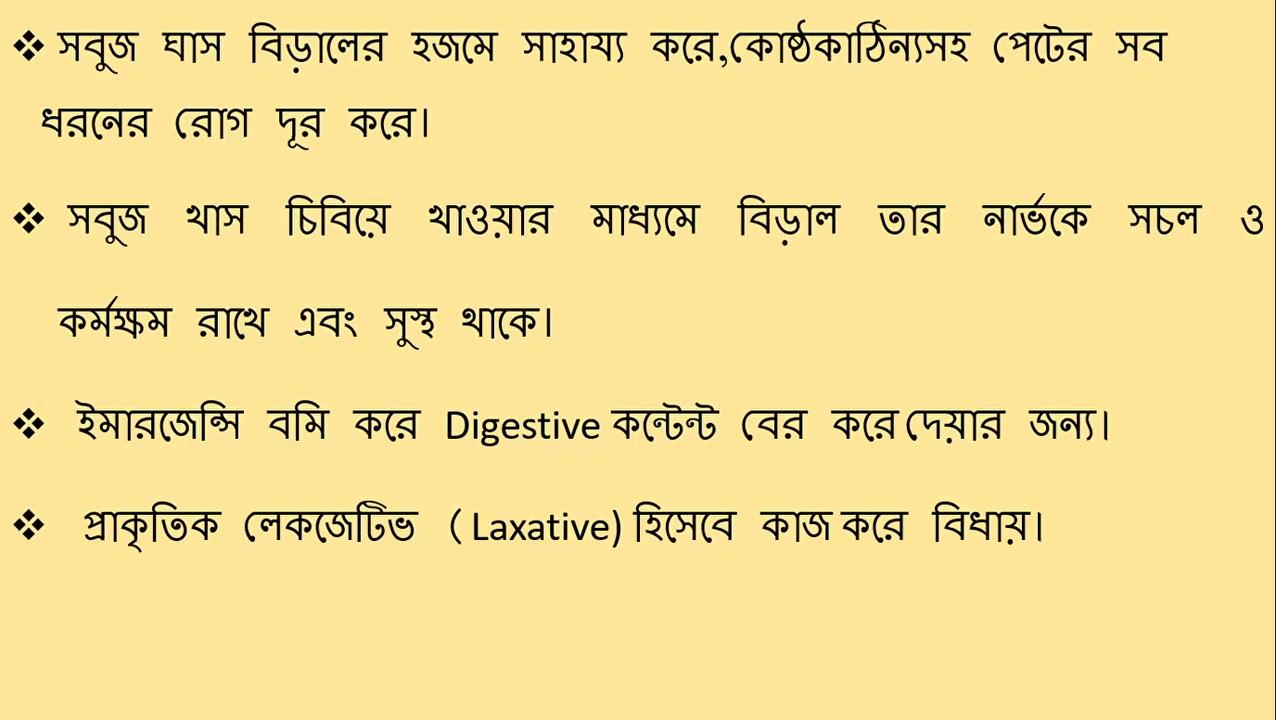 ❖ সবুজ ঘাস বিড়ালের হজমে সাহায্য করে,কোষ্ঠকাঠিন্যসহ পেটের সব
ধরনের রোগ দূর করে।
❖ সবুজ খাস চিবিয়ে খাওয়ার মাধ্যমে বিড়াল তার নার্ভকে সচল ও
কর্মক্ষম রাখে এবং সুস্থ থাকে।
❖ ইমারজেন্সি বমি করে Digestive কন্টেন্ট বের করে দেয়ার জন্য।
❖ প্রাকৃতিক লেকজেটিভ ( Laxative) হিসেবে কাজ করে বিধায়।